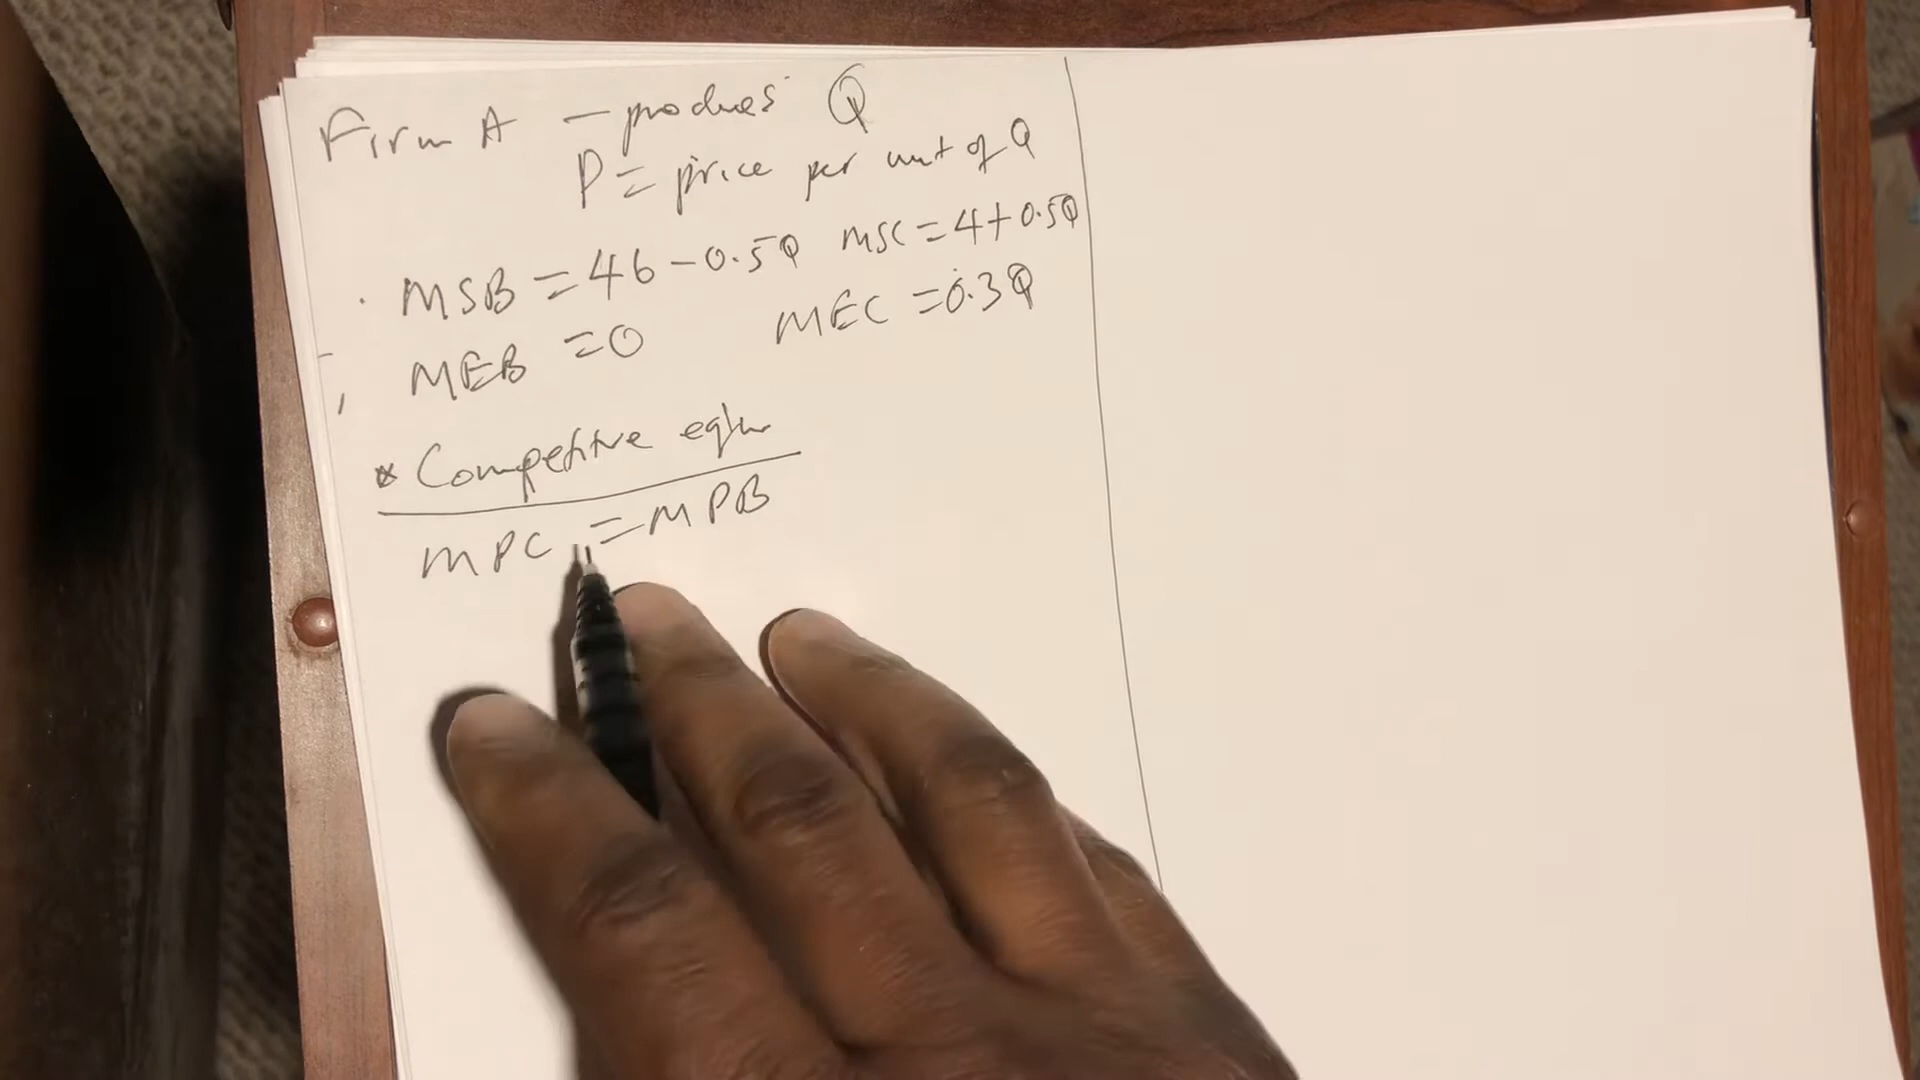 Firm A – produces Q
P = price per unit of Q
MSB = 46 - 0.5Q MSC = 4 + 0.5Q
MEB = 0 MEC = 0.3Q
* Competitive eqlm
MPC = MPB